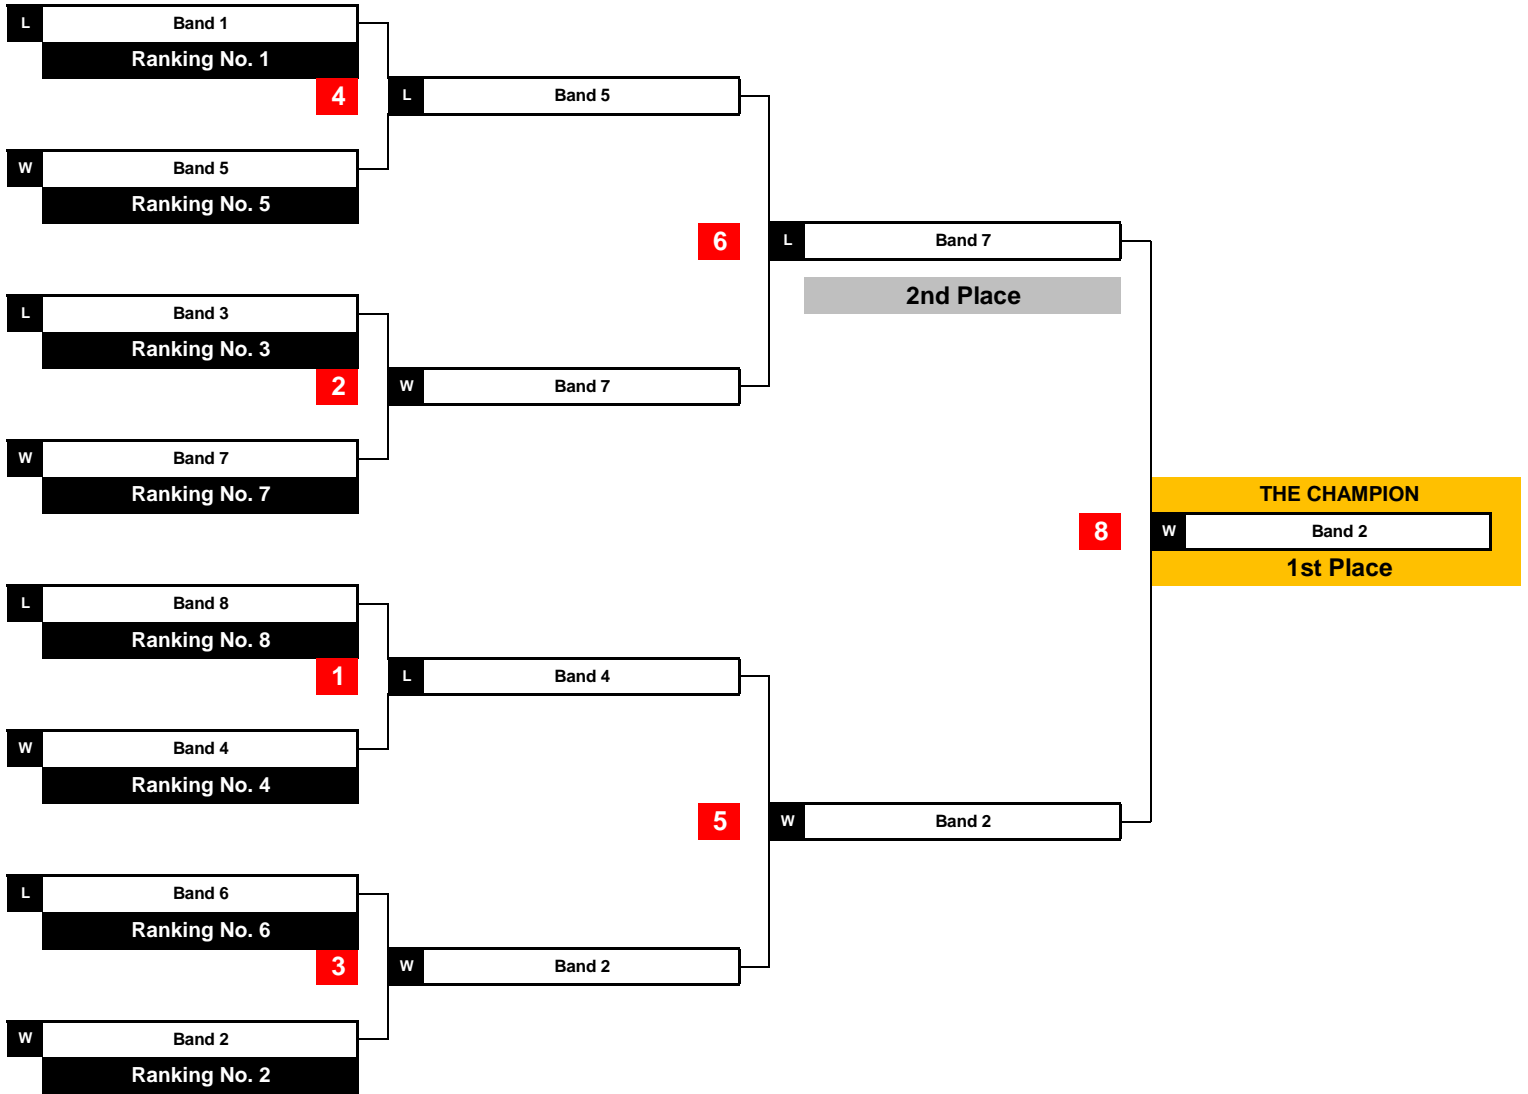 L Band 1
Ranking No. 1
4
L Band 5
W Band 5
Ranking No. 5
6
L Band 7
2nd Place
L Band 3
Ranking No. 3
2
W Band 7
W Band 7
Ranking No. 7
THE CHAMPION
8
W Band 2
1st Place
L Band 8
Ranking No. 8
1
L Band 4
W Band 4
Ranking No. 4
5
W Band 2
L Band 6
Ranking No. 6
3
W Band 2
W Band 2
Ranking No. 2